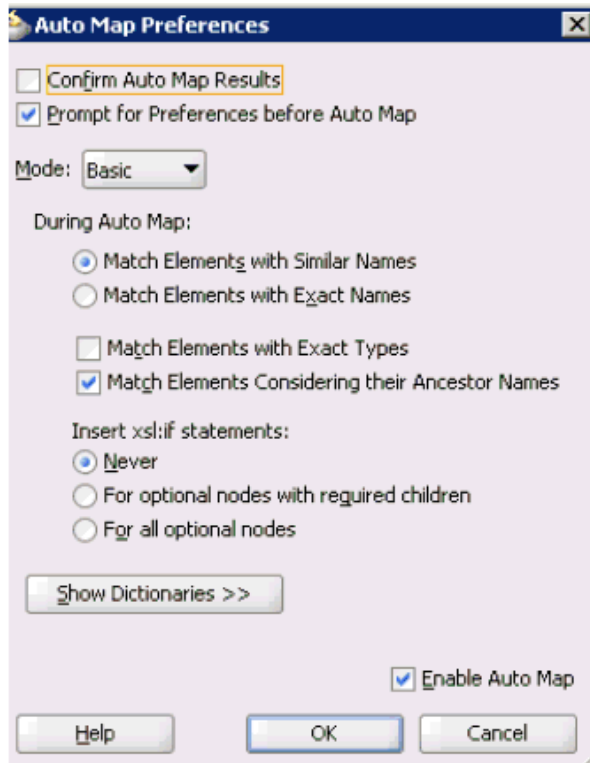 Auto Map Preferences
Confirm Auto Map Results
Prompt for Preferences before Auto Map
Mode: Basic
During Auto Map:
Match Elements with Similar Names
Match Elements with Exact Names
Match Elements with Exact Types
Match Elements Considering their Ancestor Names
Insert xsl:if statements:
Never
For optional nodes with required children
For all optional nodes
Show Dictionaries >>
Enable Auto Map
Help OK Cancel